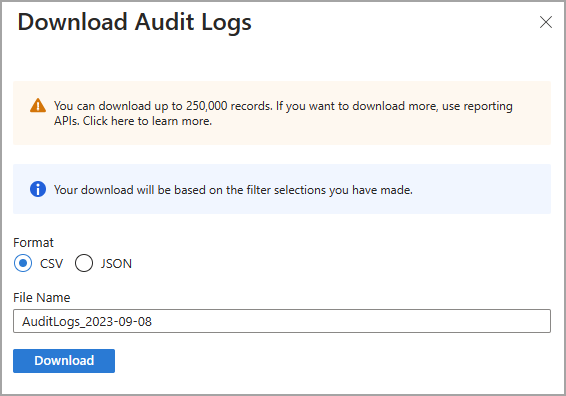 Download Audit Logs
You can download up to 250,000 records. If you want to download more, use reporting
APIs. Click here to learn more.
Your download will be based on the filter selections you have made.
Format
CSV JSON
File Name
AuditLogs_2023-09-08
Download